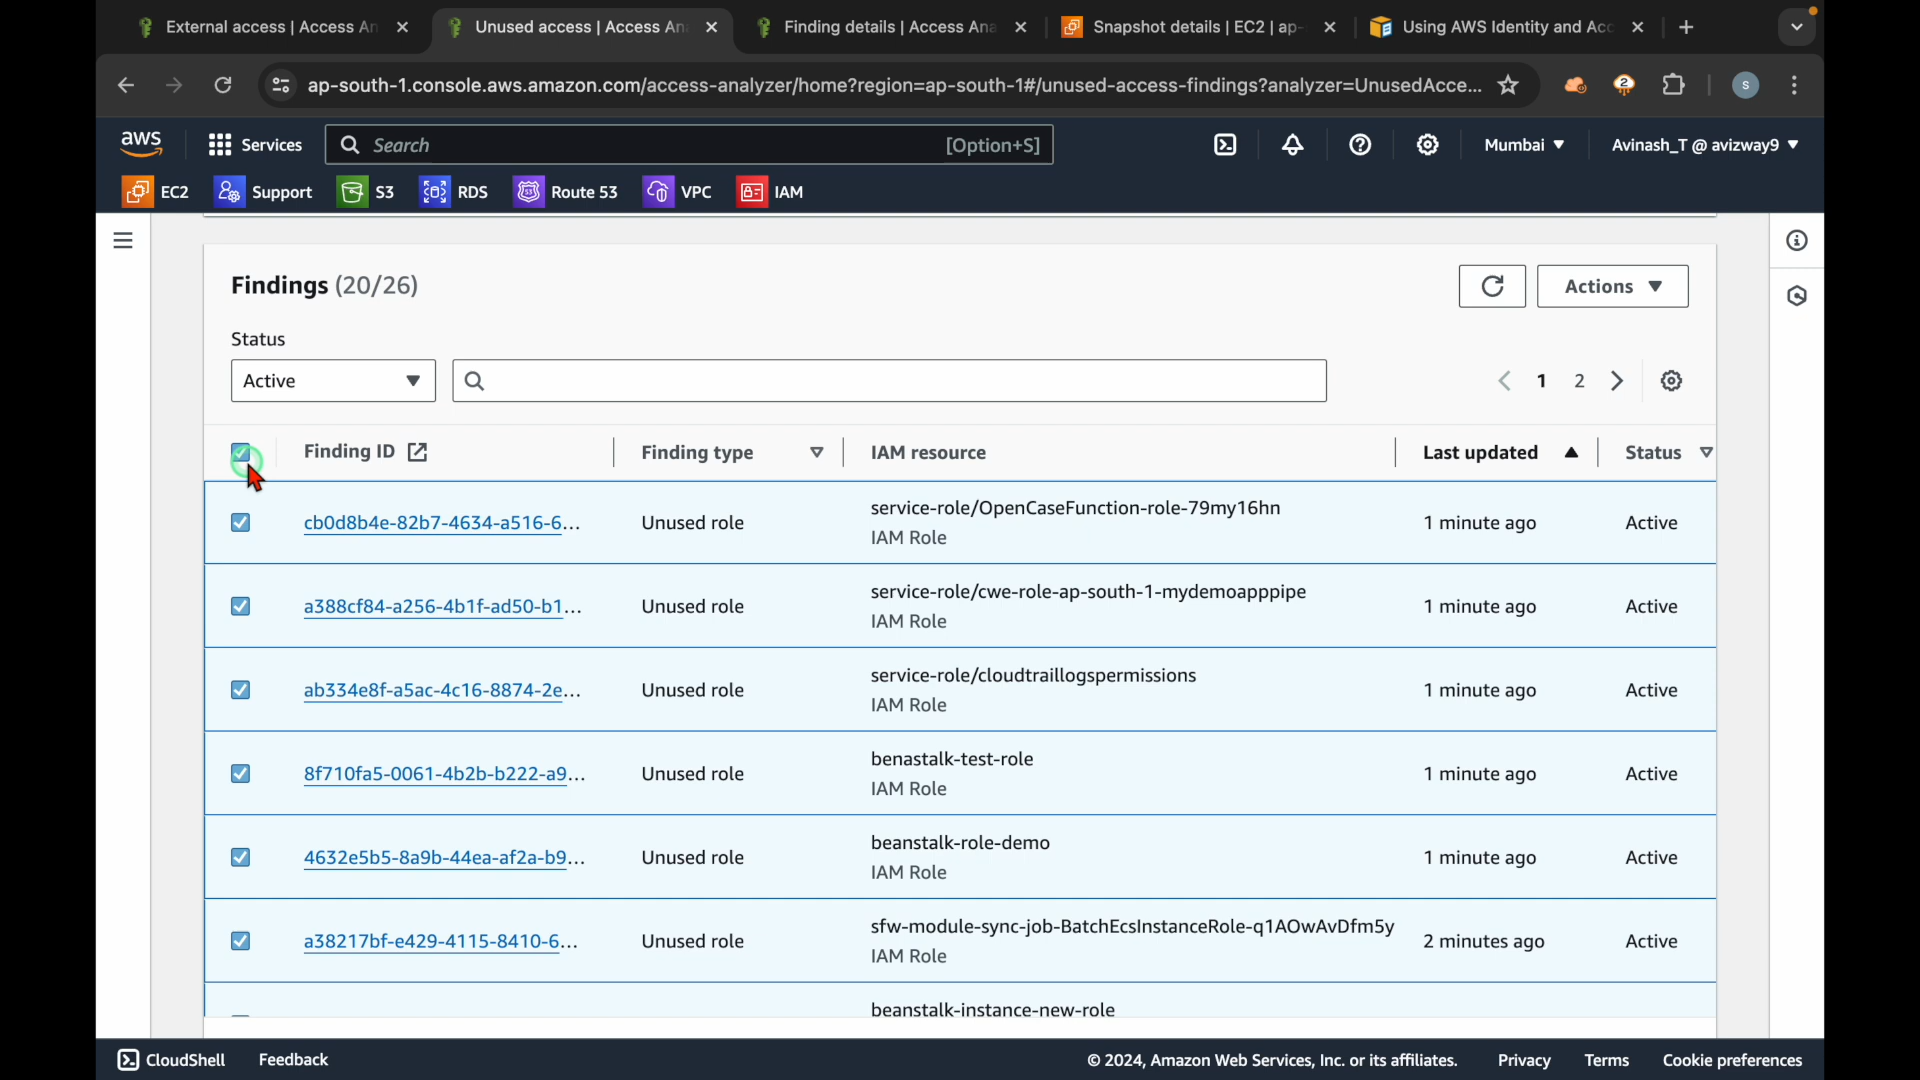 External access | Access An
Unused access | Access An
Finding details | Access Ana
Snapshot details | EC2 | ap-
Using AWS Identity and Acc
ap-south-1.console.aws.amazon.com/access-analyzer/home?region=ap-south-1#/unused-access-findings?analyzer=UnusedAcce...
2
S
aws
Services
Search
[Option+S]
Mumbai
Avinash_T @ avizway9
EC2
Support
S3
RDS
Route 53
VPC
IAM
Findings (20/26)
Actions
Status
Active
1
2
Finding ID
Finding type
IAM resource
Last updated
Status
cb0d8b4e-82b7-4634-a516-6...
Unused role
service-role/OpenCaseFunction-role-79my16hn
IAM Role
1 minute ago
Active
a388cf84-a256-4b1f-ad50-b1...
Unused role
service-role/cwe-role-ap-south-1-mydemoapppipe
IAM Role
1 minute ago
Active
ab334e8f-a5ac-4c16-8874-2e...
Unused role
service-role/cloudtraillogspermissions
IAM Role
1 minute ago
Active
8f710fa5-0061-4b2b-b222-a9...
Unused role
benastalk-test-role
IAM Role
1 minute ago
Active
4632e5b5-8a9b-44ea-af2a-b9...
Unused role
beanstalk-role-demo
IAM Role
1 minute ago
Active
a38217bf-e429-4115-8410-6...
Unused role
sfw-module-sync-job-BatchEcsInstanceRole-q1AOwAvDfm5y
IAM Role
2 minutes ago
Active
beanstalk-instance-new-role
CloudShell
Feedback
© 2024, Amazon Web Services, Inc. or its affiliates.
Privacy
Terms
Cookie preferences